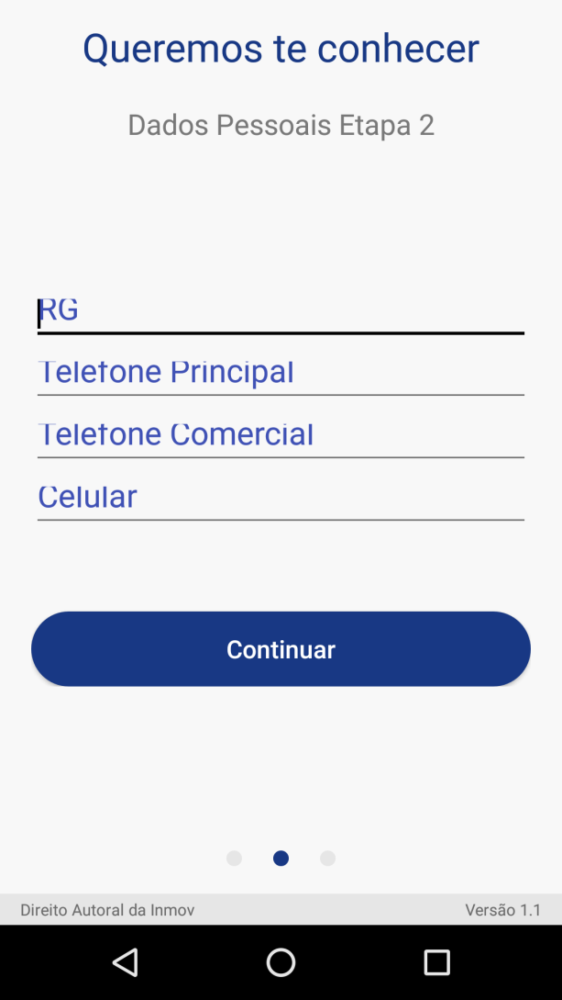 Queremos te conhecer
Dados Pessoais Etapa 2
RG
Telefone Principal
Telefone Comercial
Celular
Continuar
Direito Autoral da Inmov
Versão 1.1